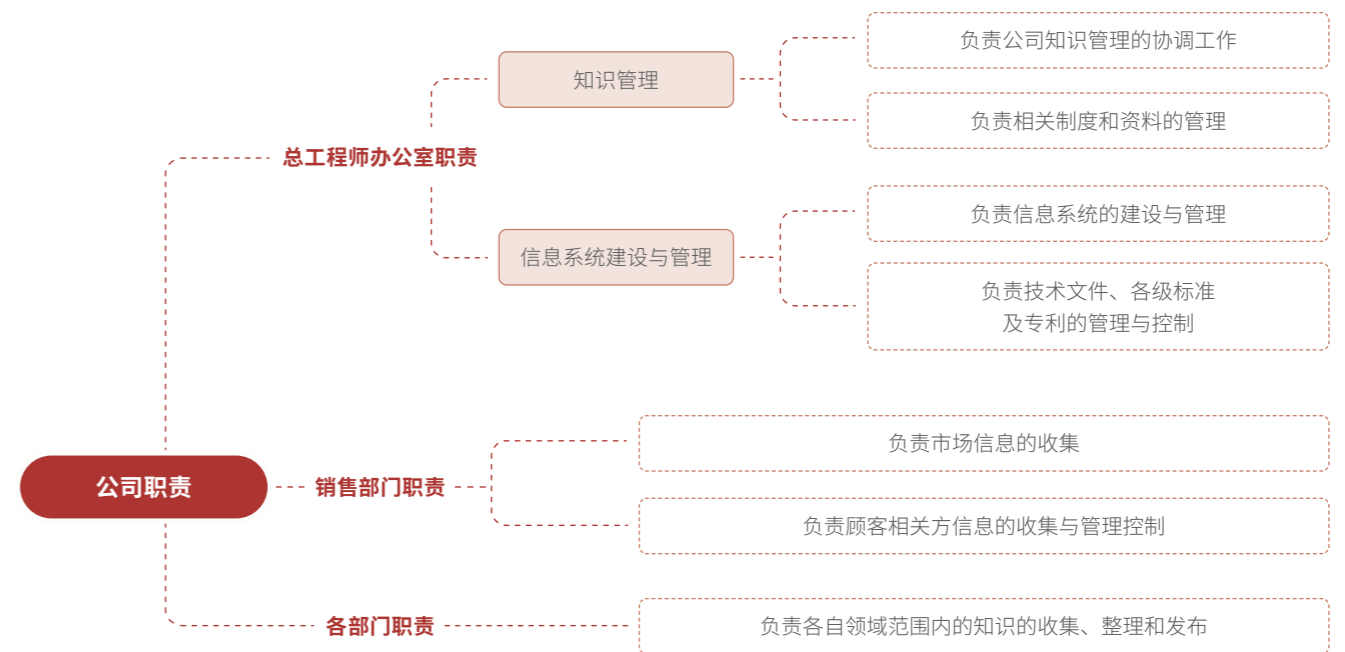 负责公司知识管理的协调工作
知识管理
负责相关制度和资料的管理
总工程师办公室职责
负责信息系统的建设与管理
信息系统建设与管理
负责技术文件、各级标准
及专利的管理与控制
负责市场信息的收集
公司职责
销售部门职责
负责顾客相关方信息的收集与管理控制
各部门职责
负责各自领域范围内的知识的收集、整理和发布